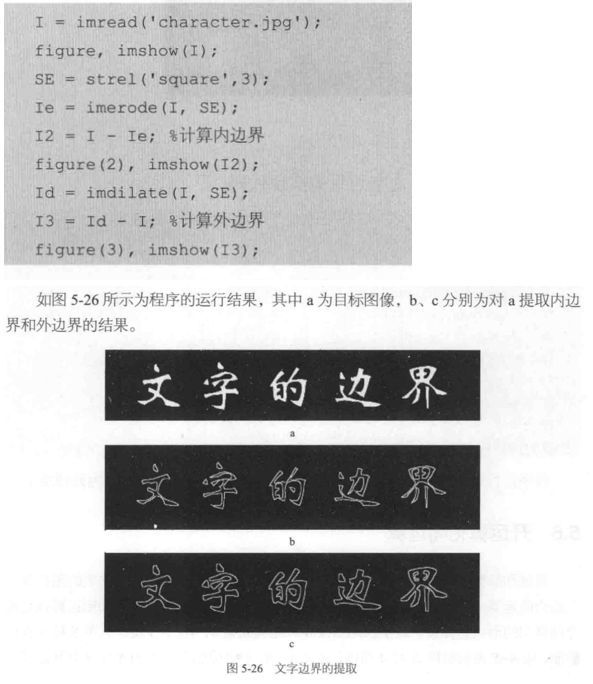 I = imread('character.jpg');
figure, imshow(I);
SE = strel('square',3);
Ie = imerode(I, SE);
I2 = I - Ie; %计算内边界
figure(2), imshow(I2);
Id = imdilate(I, SE);
I3 = Id - I; %计算外边界
figure(3), imshow(I3);
如图 5-26 所示为程序的运行结果，其中 a 为目标图像，b、c 分别为对 a 提取内边
界和外边界的结果。
文字的边界
a
文字的边界
b
文字的边界
c
图 5-26 文字边界的提取